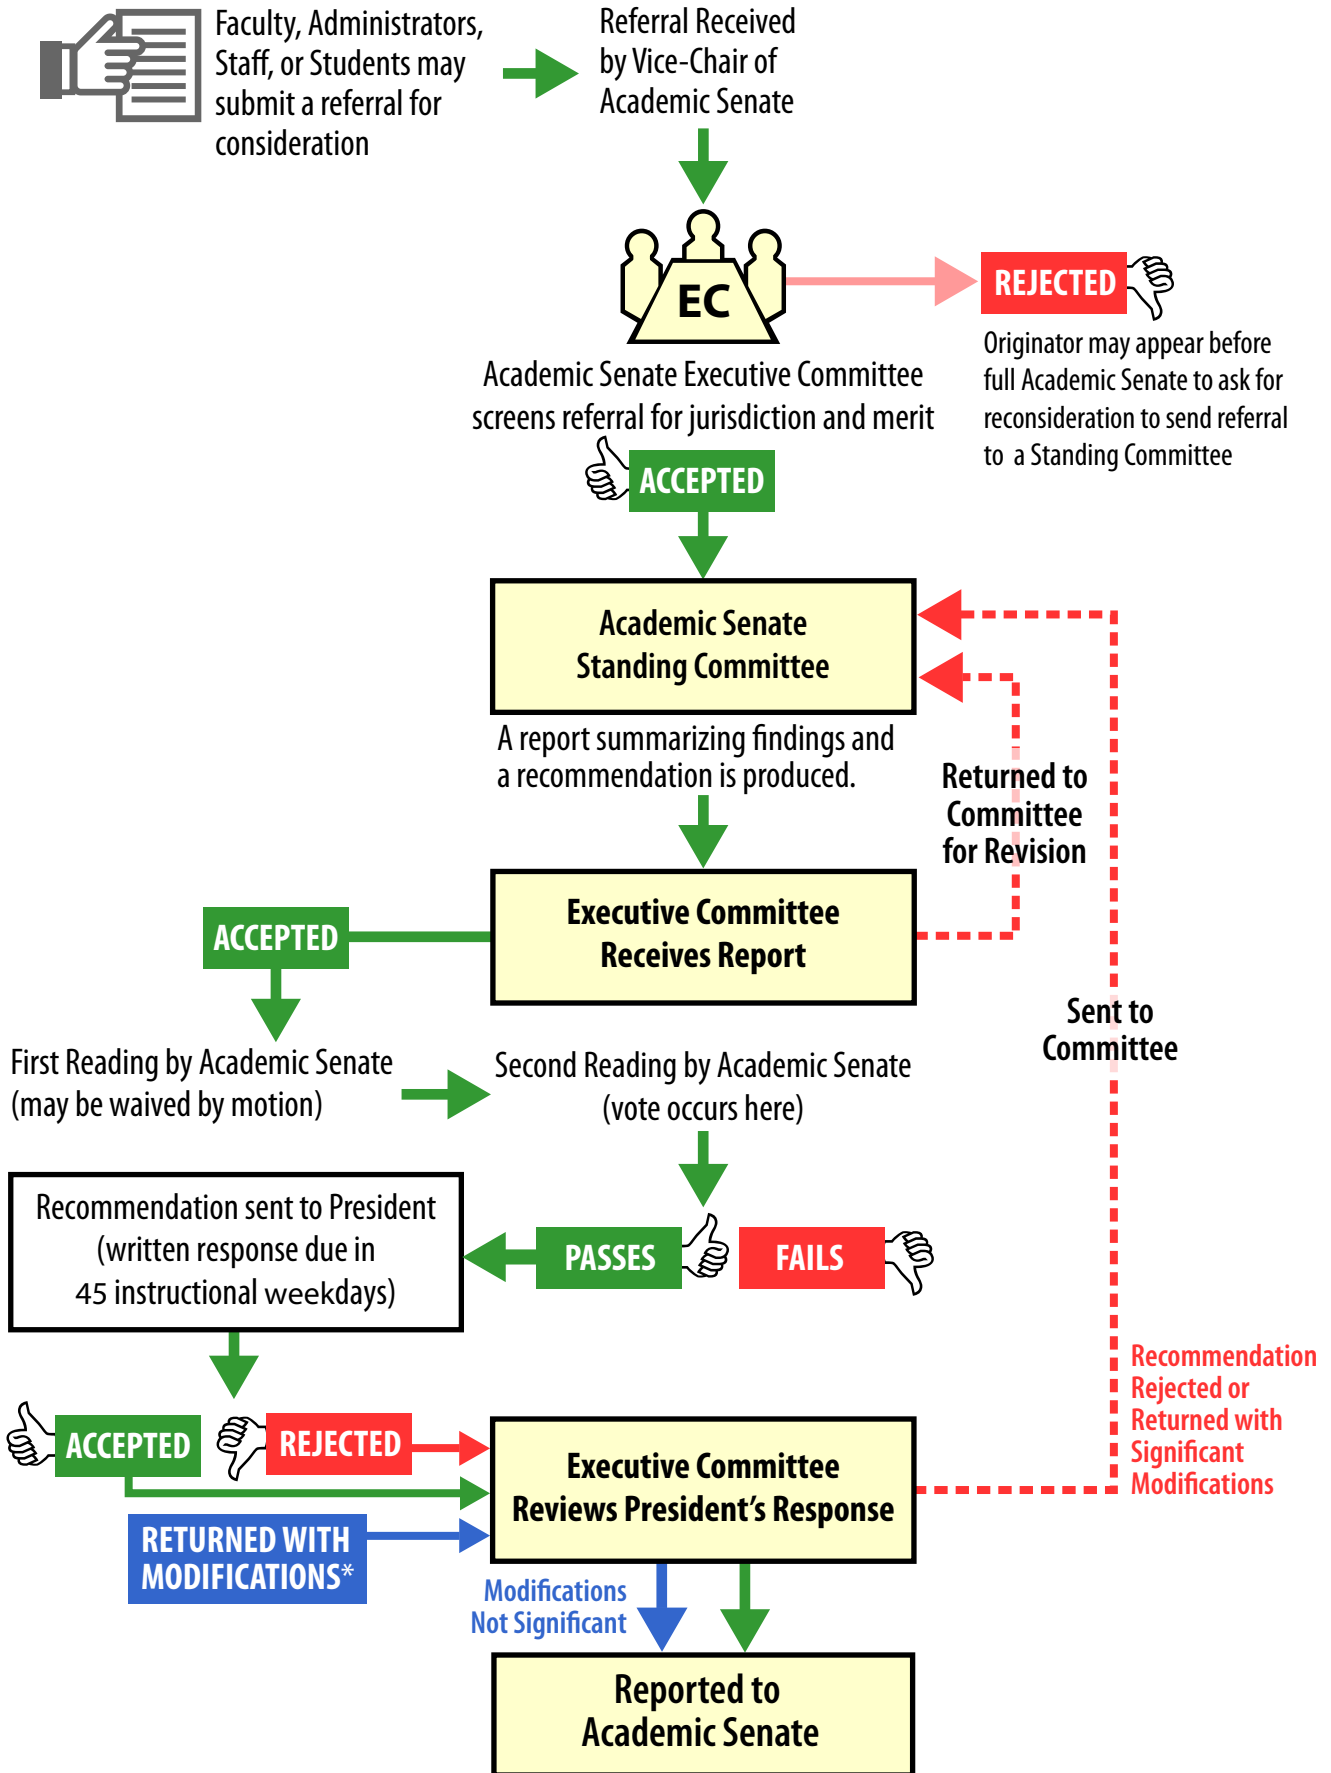 Faculty, Administrators,
Staff, or Students may
submit a referral for
consideration
Referral Received
by Vice-Chair of
Academic Senate
EC
REJECTED
Originator may appear before
full Academic Senate to ask for
reconsideration to send referral
to a Standing Committee
Academic Senate Executive Committee
screens referral for jurisdiction and merit
ACCEPTED
Academic Senate
Standing Committee
A report summarizing findings and
a recommendation is produced.
Returned to
Committee
for Revision
Executive Committee
Receives Report
ACCEPTED
Sent to
Committee
First Reading by Academic Senate
(may be waived by motion)
Second Reading by Academic Senate
(vote occurs here)
PASSES
FAILS
Recommendation sent to President
(written response due in
45 instructional weekdays)
ACCEPTED
REJECTED
RETURNED WITH
MODIFICATIONS*
Executive Committee
Reviews President’s Response
Recommendation
Rejected or
Returned with
Significant
Modifications
Modifications
Not Significant
Reported to
Academic Senate